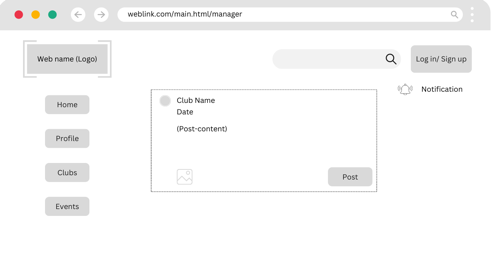 weblink.com/main.html/manager
Web name (Logo)
Log in/ Sign up
Notification
Home
Profile
Clubs
Events
Club Name
Date
(Post-content)
Post